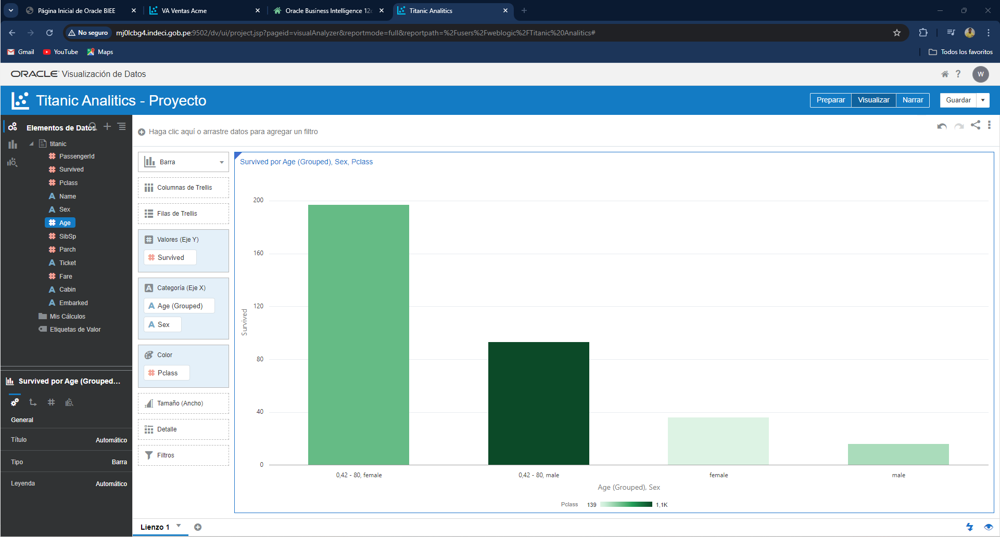 Página Inicial de Oracle BIEE
VA Ventas Acme
Oracle Business Intelligence 12c
Titanic Analitics
No seguro
mj0lcbg4.indeci.gob.pe:9502/dv/ui/project.jsp?pageid=visualAnalyzer&reportmode=full&reportpath=%2Fusers%2Fweblogic%2FTitanic%20Analitics#
Gmail
YouTube
Maps
Todos los favoritos
ORACLE Visualización de Datos
W
Titanic Analitics - Proyecto
Preparar
Visualizar
Narrar
Guardar
Elementos de Datos
titanic
PassengerId
Survived
Pclass
Name
Sex
Age
SibSp
Parch
Ticket
Fare
Cabin
Embarked
Mis Cálculos
Etiquetas de Valor
Survived por Age (Grouped...
General
Título Automático
Tipo Barra
Leyenda Automático
Haga clic aquí o arrastre datos para agregar un filtro
Barra
Columnas de Trellis
Filas de Trellis
Valores (Eje Y)
Survived
Categoría (Eje X)
Age (Grouped)
Sex
Color
Pclass
Tamaño (Ancho)
Detalle
Filtros
Survived por Age (Grouped), Sex, Pclass
200
160
120
80
40
0
Survived
0,42 - 80, female
0,42 - 80, male
female
male
Age (Grouped), Sex
Pclass 139 1,1K
Lienzo 1